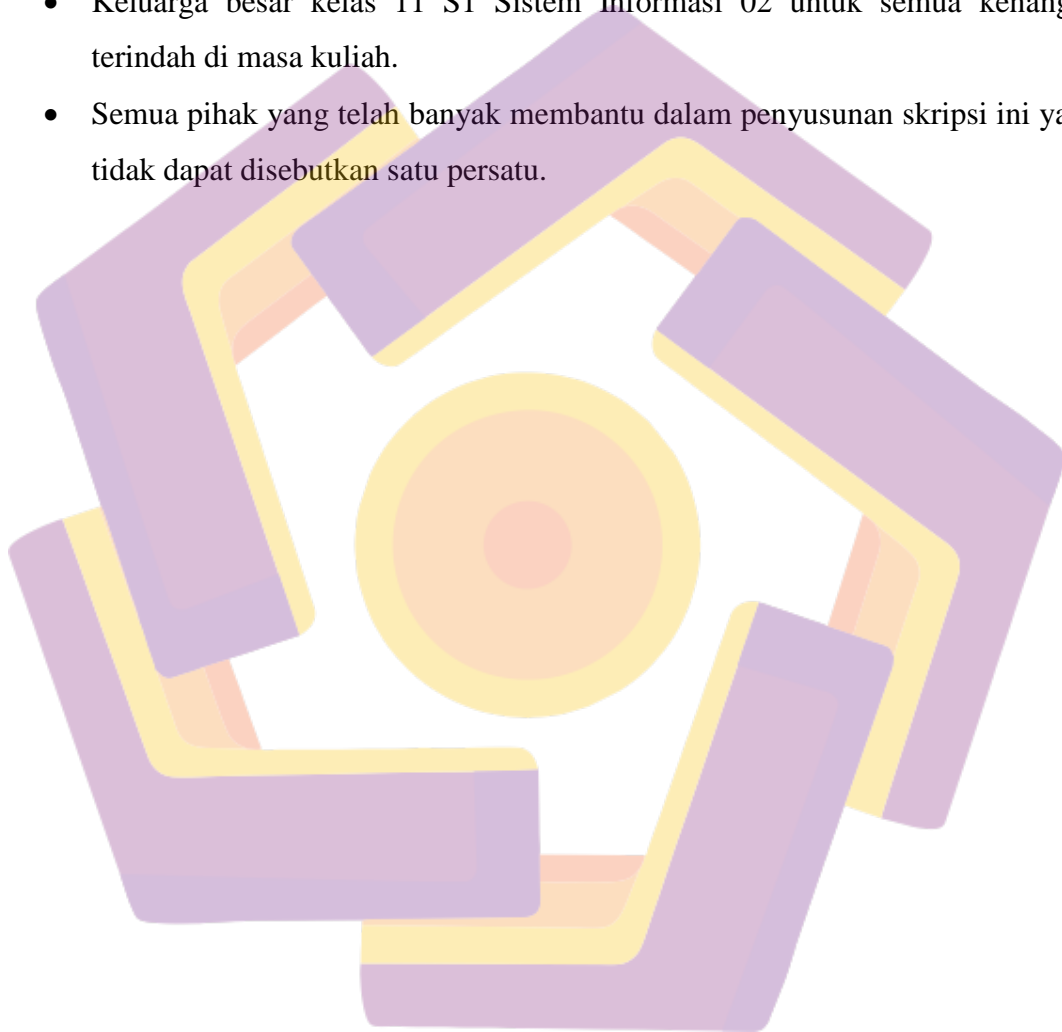 • Keluarga besar kelas 11 S1 Sistem Informasi 02 untuk semua kenang
terindah di masa kuliah.
• Semua pihak yang telah banyak membantu dalam penyusunan skripsi ini ya
tidak dapat disebutkan satu persatu.